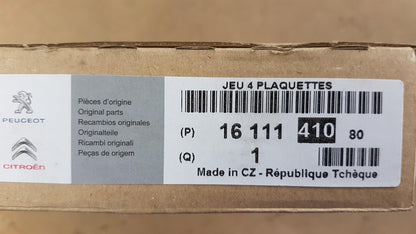 PEUGEOT
CITROËN
Pièces d'origine
Original parts
Recambios originales
Originalteile
Ricambi originali
Peças de origem
JEU 4 PLAQUETTES
(P) 16 111 410 80
(Q) 1
Made in CZ - République Tchèque